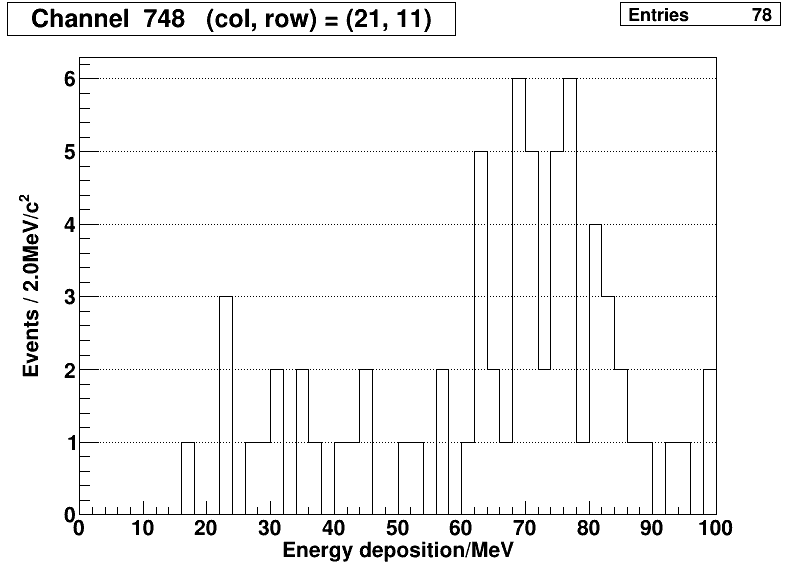 Channel 748 (col, row) = (21, 11)
Entries 78
Events / 2.0MeV/c²
6
5
4
3
2
1
0
0 10 20 30 40 50 60 70 80 90 100
Energy deposition/MeV